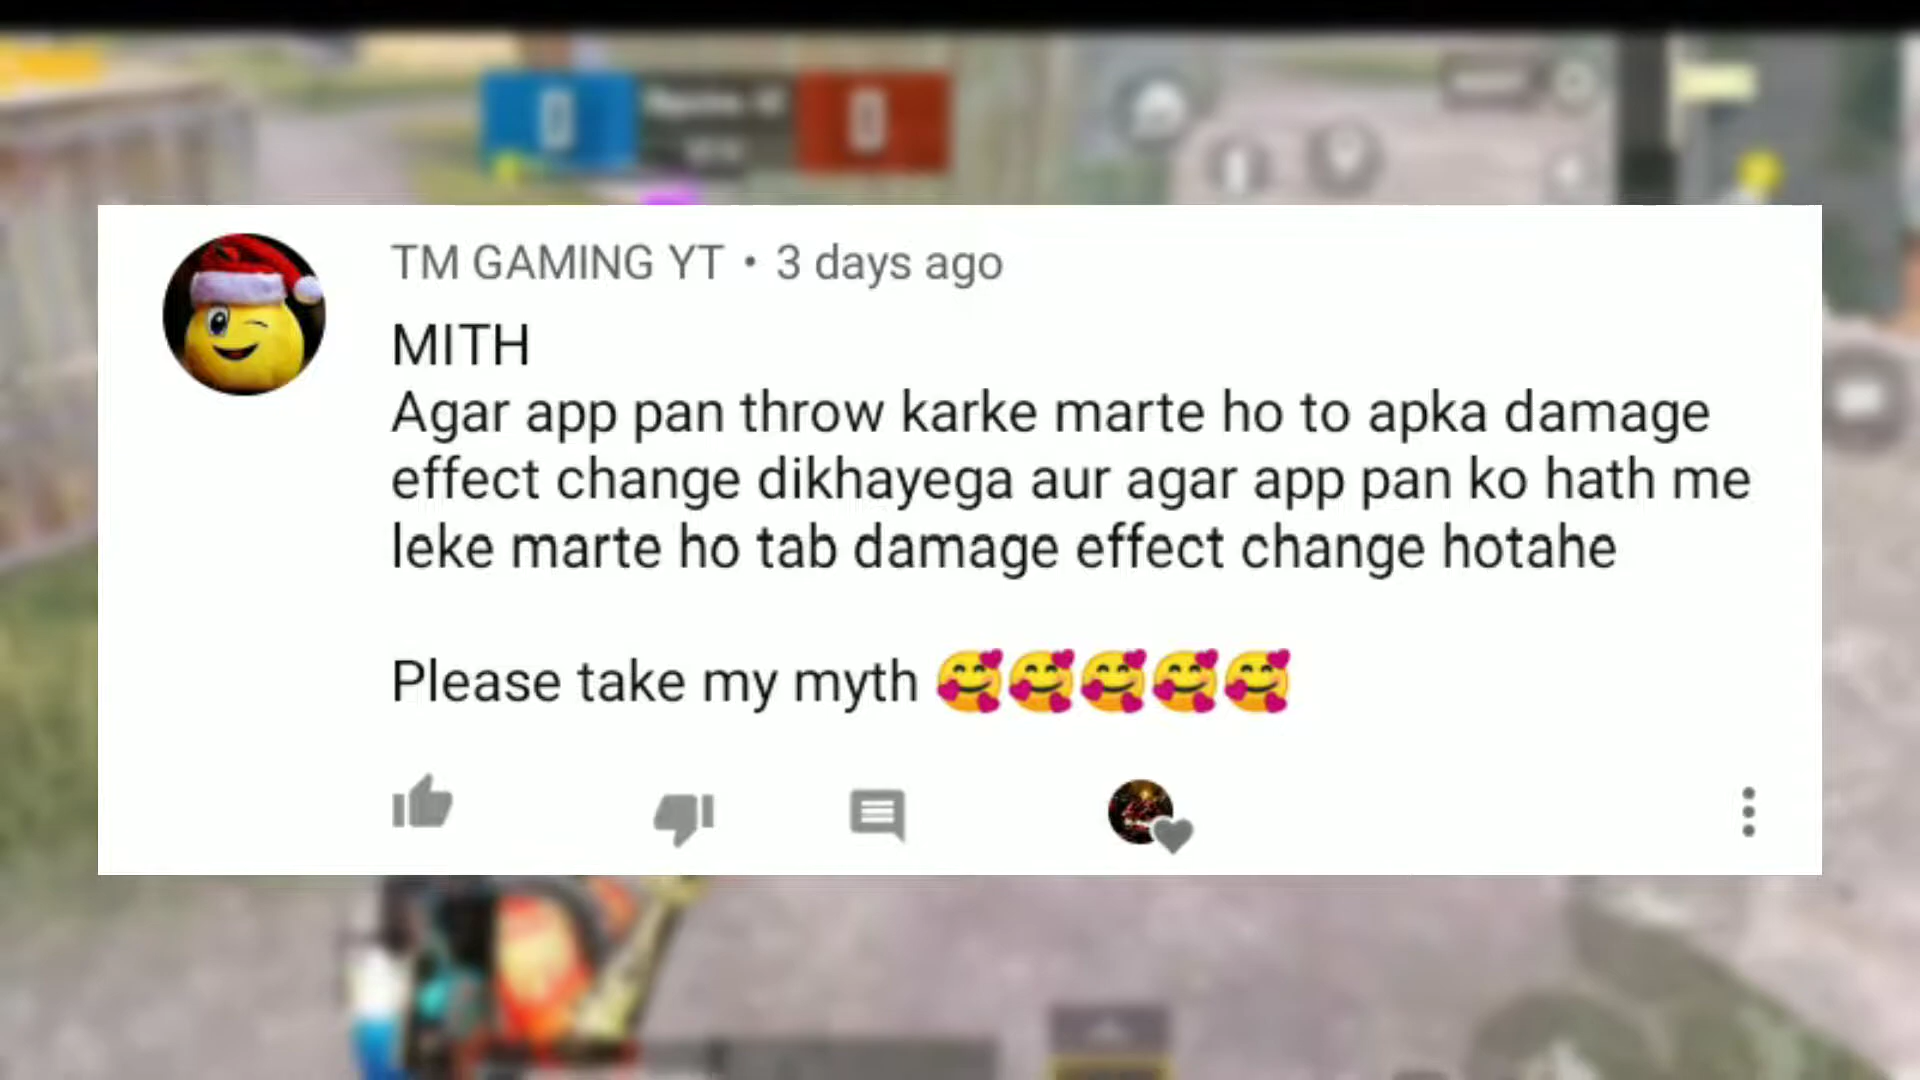 0
0
TM GAMING YT • 3 days ago
MITH
Agar app pan throw karke marte ho to apka damage
effect change dikhayega aur agar app pan ko hath me
leke marte ho tab damage effect change hotahe
Please take my myth 🥰🥰🥰🥰🥰